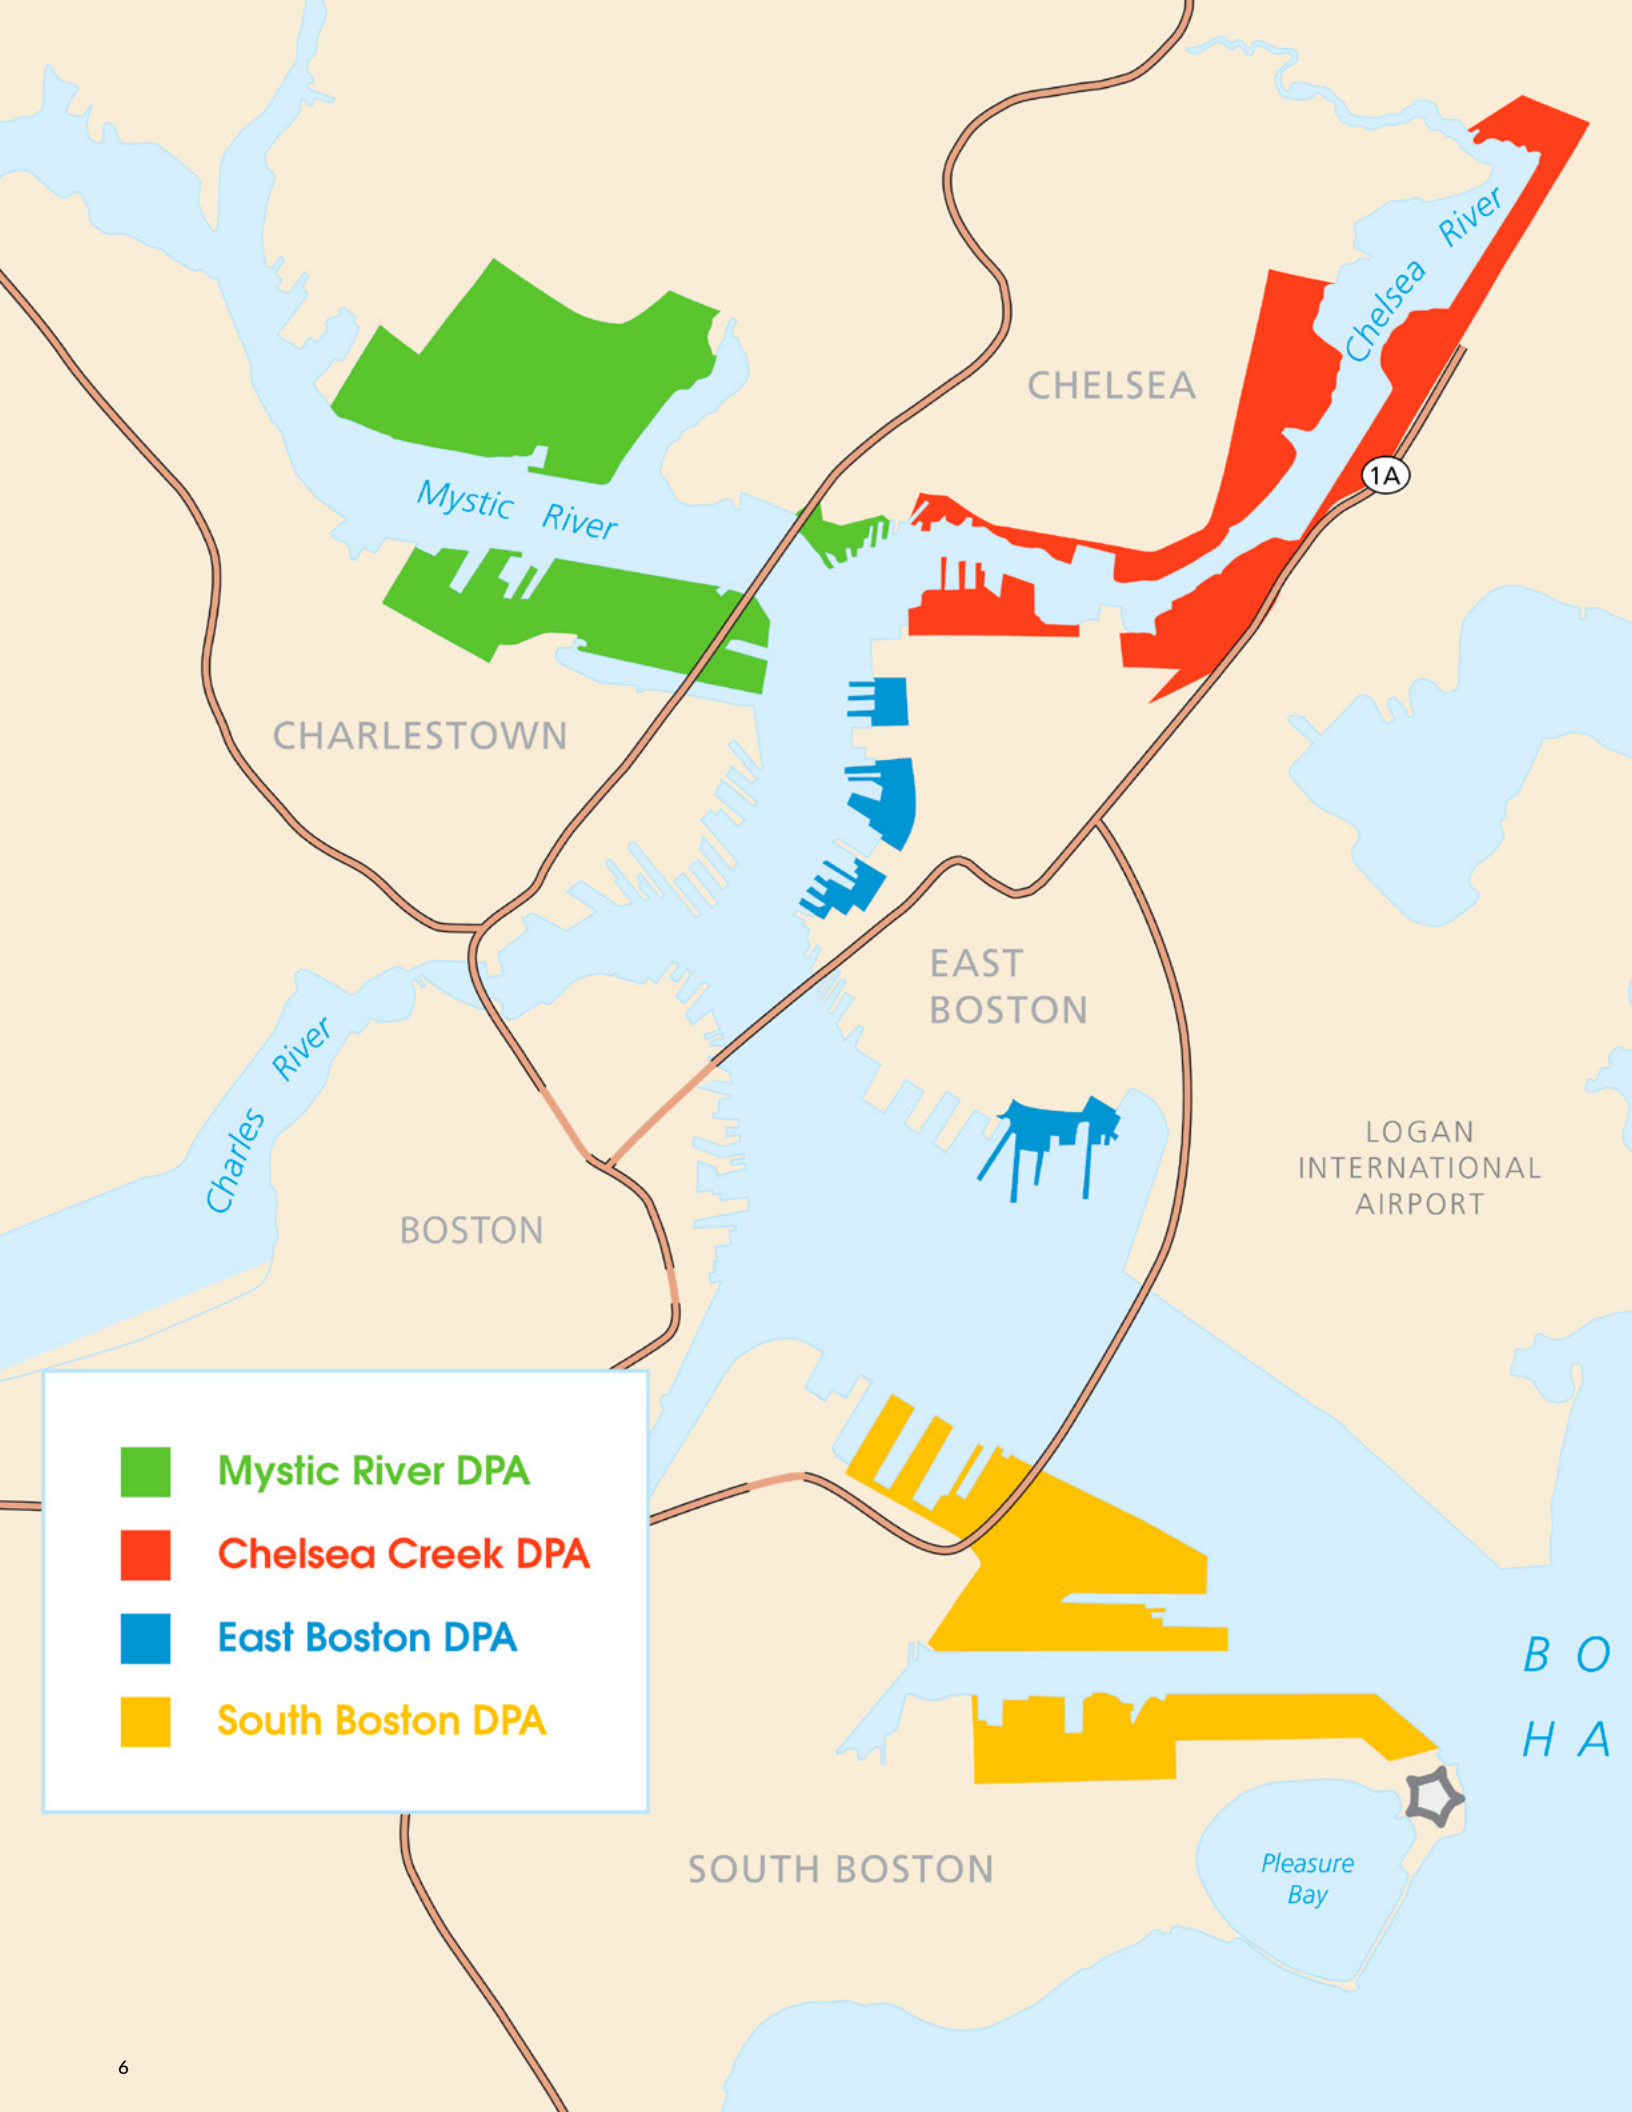 Chelsea River
CHELSEA
1A
Mystic River
CHARLESTOWN
EAST
BOSTON
Charles River
LOGAN
INTERNATIONAL
AIRPORT
BOSTON
Mystic River DPA
Chelsea Creek DPA
East Boston DPA
South Boston DPA
B O
H A
SOUTH BOSTON
Pleasure
Bay
6